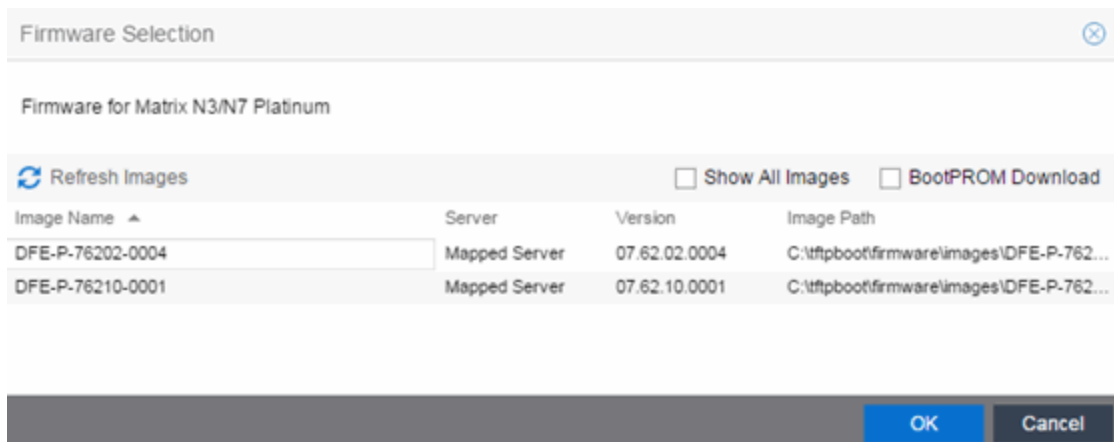 Firmware Selection
Firmware for Matrix N3/N7 Platinum
Refresh Images Show All Images BootPROM Download
Image Name Server Version Image Path
DFE-P-76202-0004 Mapped Server 07.62.02.0004 C:\tftpboot\firmware\images\DFE-P-762...
DFE-P-76210-0001 Mapped Server 07.62.10.0001 C:\tftpboot\firmware\images\DFE-P-762...
OK Cancel